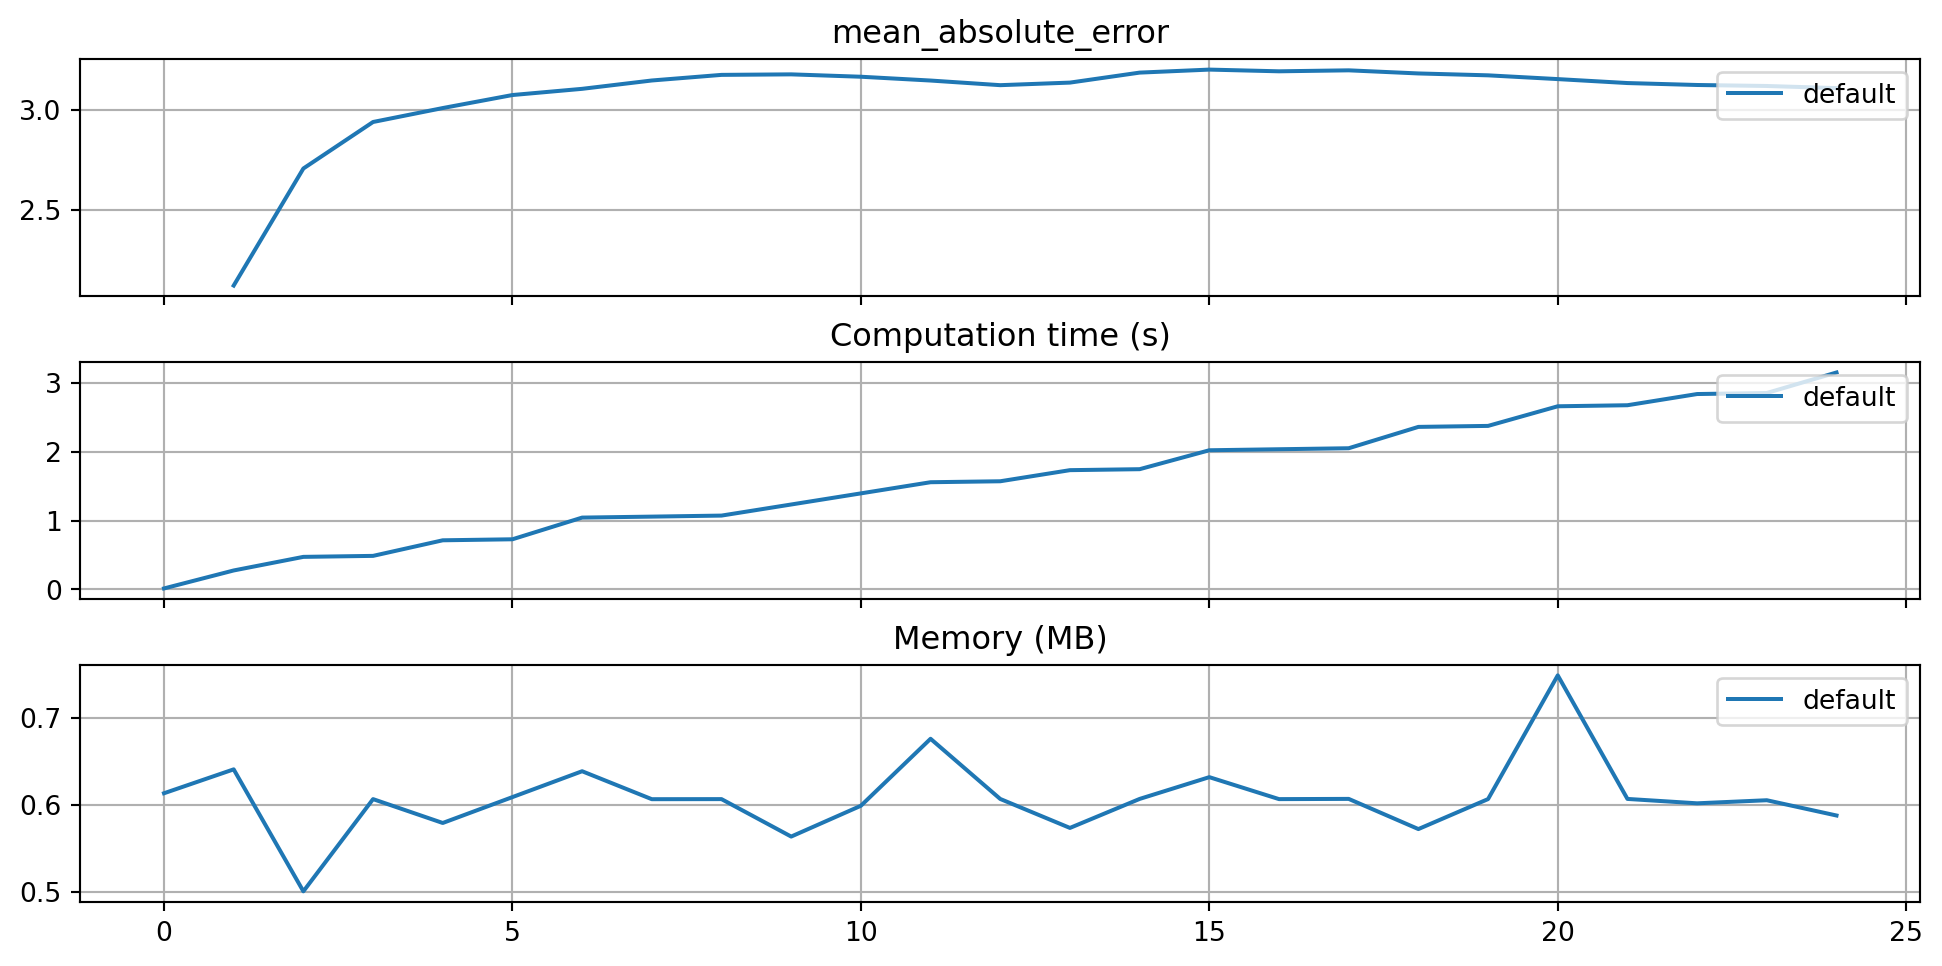 mean_absolute_error
3.0
2.5
default
Computation time (s)
3
2
1
0
default
Memory (MB)
0.7
0.6
0.5
default
0 5 10 15 20 25